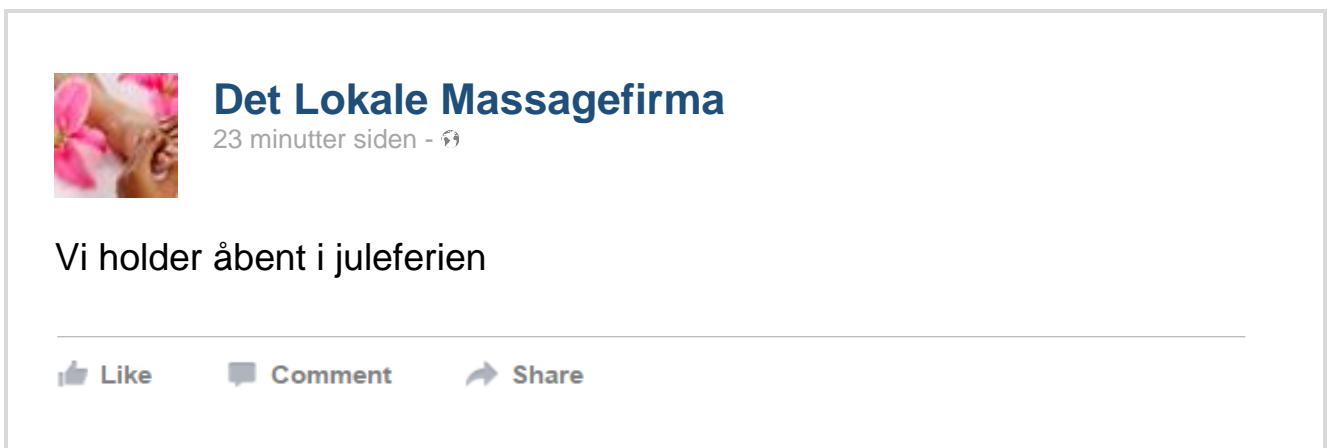 Det Lokale Massagefirma
23 minutter siden -
Vi holder åbent i juleferien
Like Comment Share